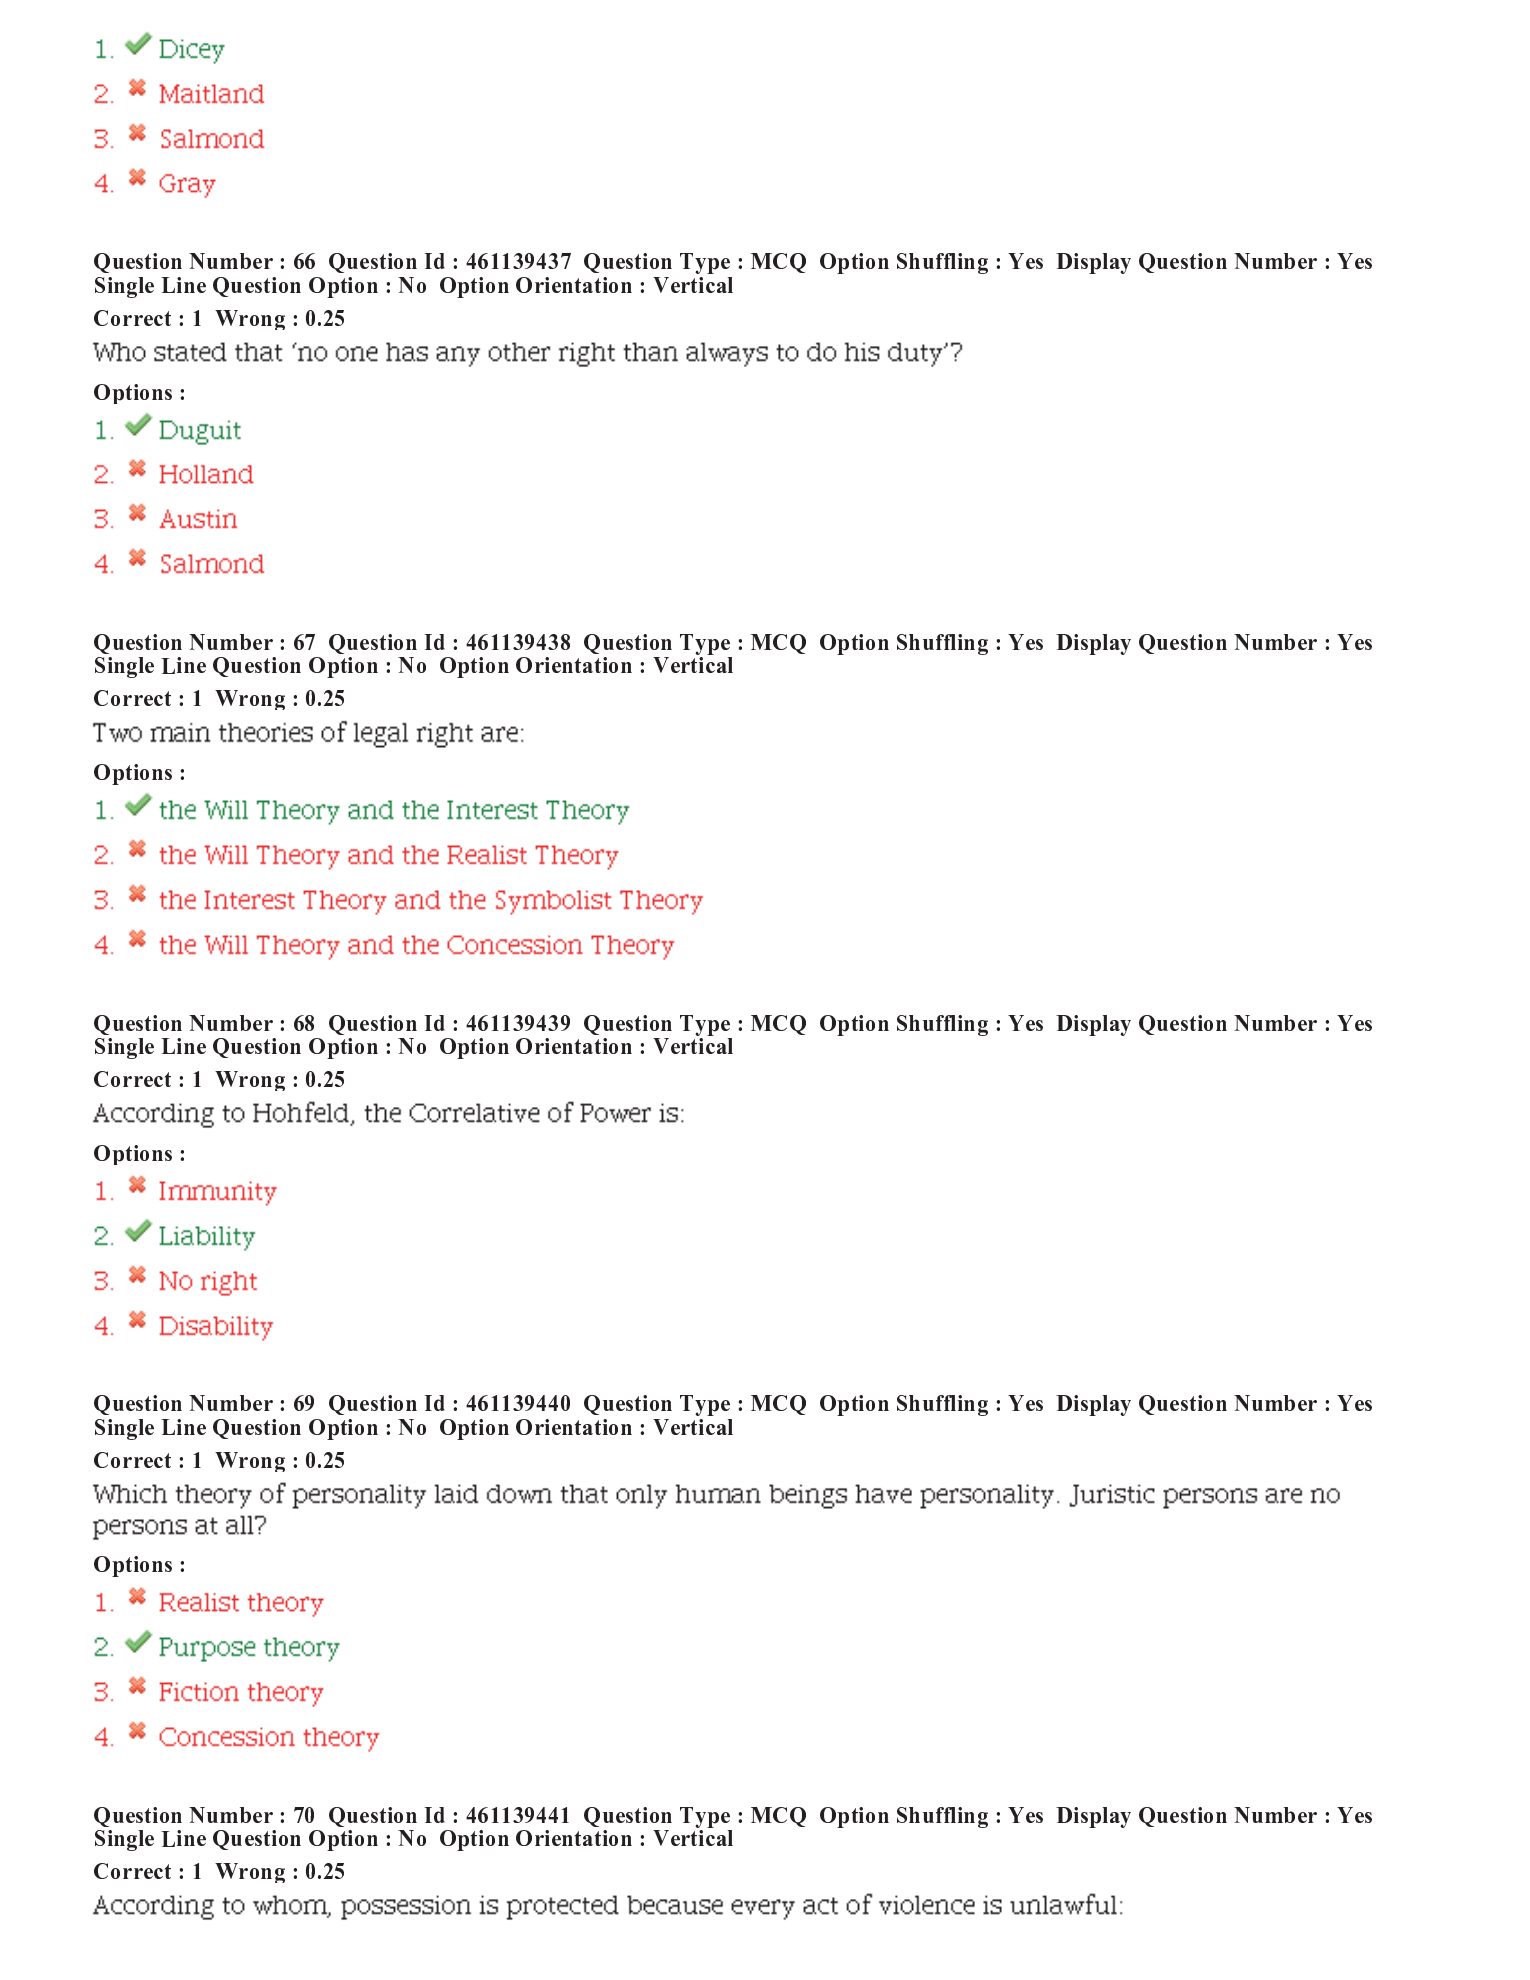 1. Dicey
2. Maitland
3. Salmond
4. Gray
Question Number : 66 Question Id : 461139437 Question Type : MCQ Option Shuffling : Yes Display Question Number : Yes
Single Line Question Option : No Option Orientation : Vertical
Correct : 1 Wrong : 0.25
Who stated that ‘no one has any other right than always to do his duty’?
Options :
1. Duguit
2. Holland
3. Austin
4. Salmond
Question Number : 67 Question Id : 461139438 Question Type : MCQ Option Shuffling : Yes Display Question Number : Yes
Single Line Question Option : No Option Orientation : Vertical
Correct : 1 Wrong : 0.25
Two main theories of legal right are:
Options :
1. the Will Theory and the Interest Theory
2. the Will Theory and the Realist Theory
3. the Interest Theory and the Symbolist Theory
4. the Will Theory and the Concession Theory
Question Number : 68 Question Id : 461139439 Question Type : MCQ Option Shuffling : Yes Display Question Number : Yes
Single Line Question Option : No Option Orientation : Vertical
Correct : 1 Wrong : 0.25
According to Hohfeld, the Correlative of Power is:
Options :
1. Immunity
2. Liability
3. No right
4. Disability
Question Number : 69 Question Id : 461139440 Question Type : MCQ Option Shuffling : Yes Display Question Number : Yes
Single Line Question Option : No Option Orientation : Vertical
Correct : 1 Wrong : 0.25
Which theory of personality laid down that only human beings have personality. Juristic persons are no
persons at all?
Options :
1. Realist theory
2. Purpose theory
3. Fiction theory
4. Concession theory
Question Number : 70 Question Id : 461139441 Question Type : MCQ Option Shuffling : Yes Display Question Number : Yes
Single Line Question Option : No Option Orientation : Vertical
Correct : 1 Wrong : 0.25
According to whom, possession is protected because every act of violence is unlawful: